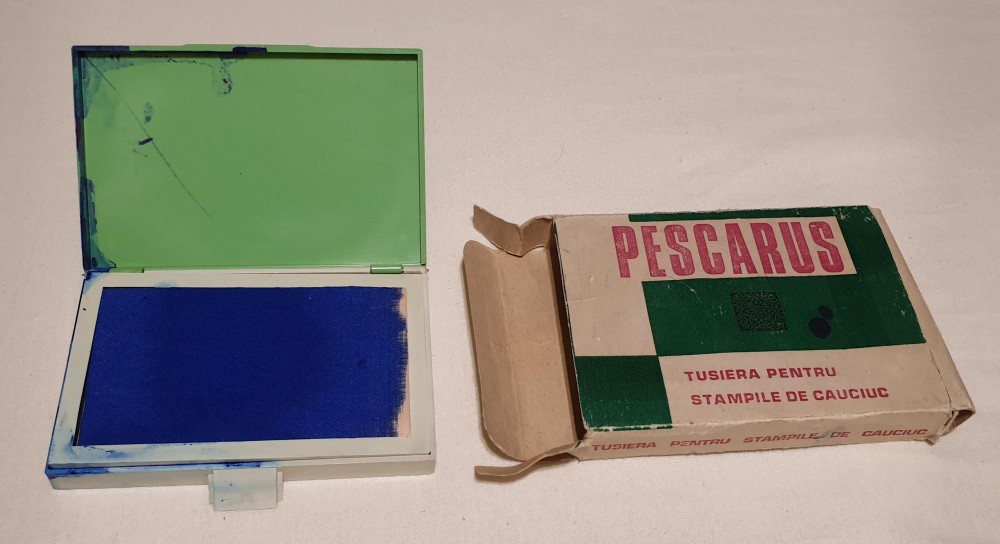 PESCARUS
TUSIERA PENTRU
STAMPILE DE CAUCIUC
TUSIERA PENTRU STAMPILE DE CAUCIUC